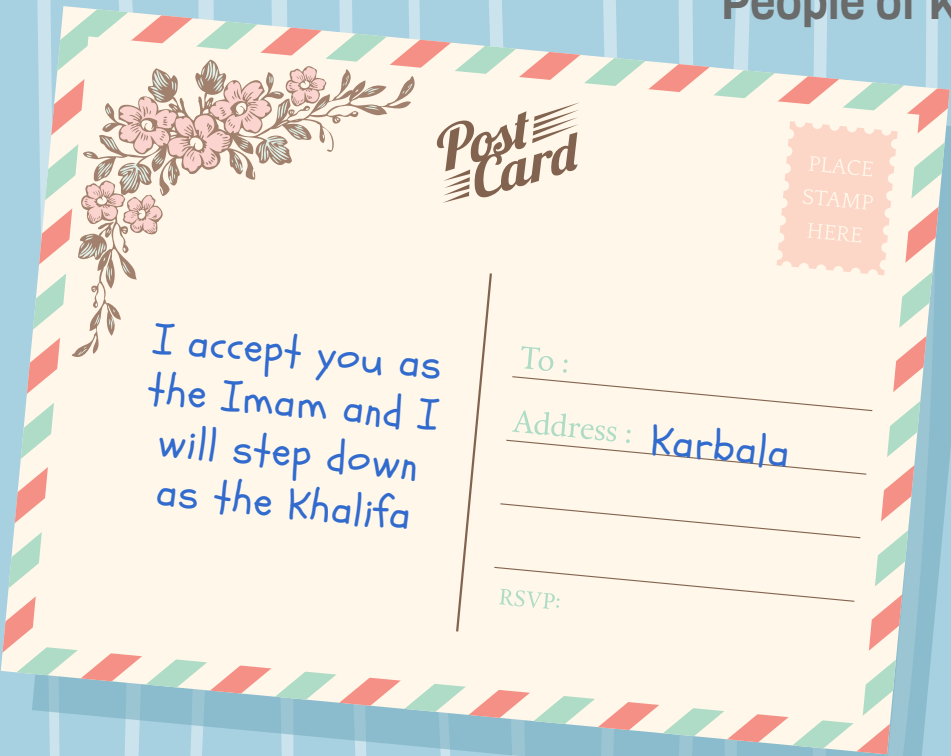 People of K
Post
Card
PLACE
STAMP
HERE
I accept you as
the Imam and I
will step down
as the Khalifa
To :
Address : Karbala
RSVP: